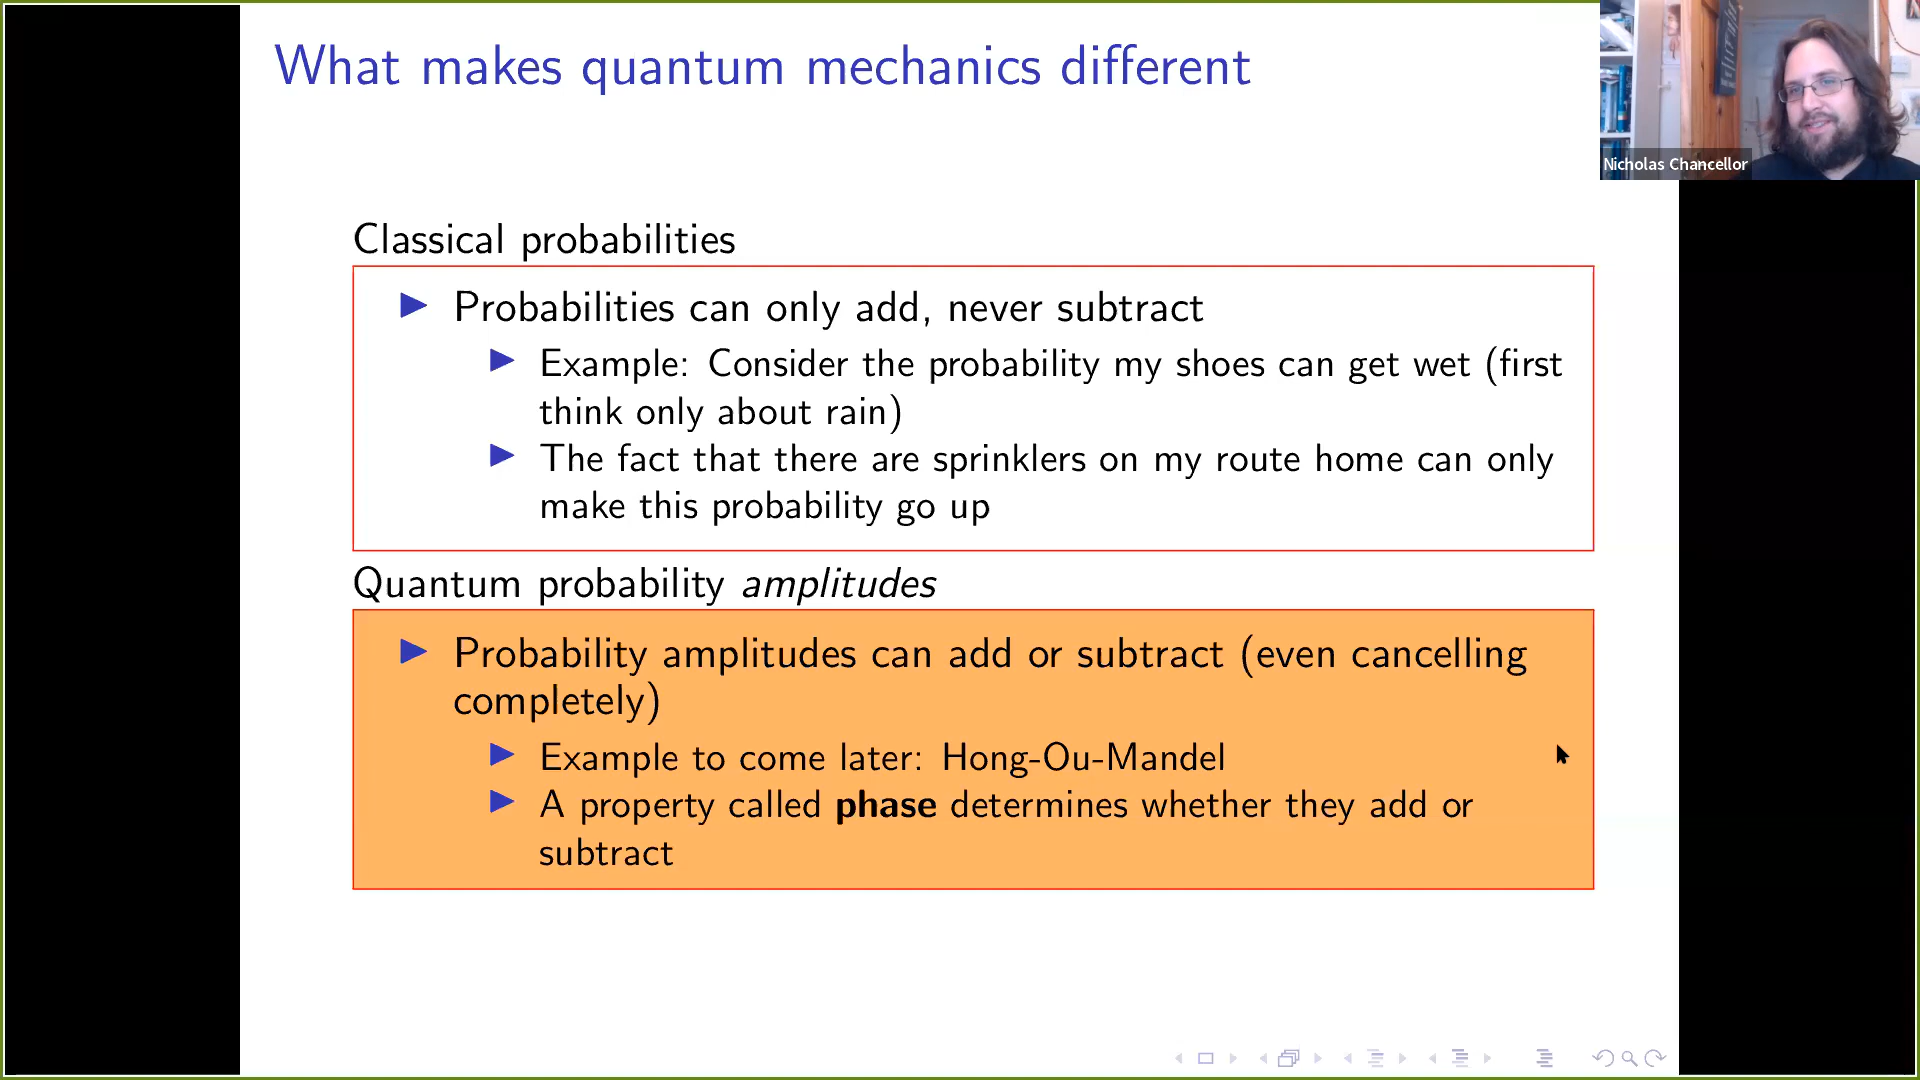 What makes quantum mechanics different
Nicholas Chancellor
Classical probabilities
Probabilities can only add, never subtract
Example: Consider the probability my shoes can get wet (first
think only about rain)
The fact that there are sprinklers on my route home can only
make this probability go up
Quantum probability amplitudes
Probability amplitudes can add or subtract (even cancelling
completely)
Example to come later: Hong-Ou-Mandel
A property called phase determines whether they add or
subtract